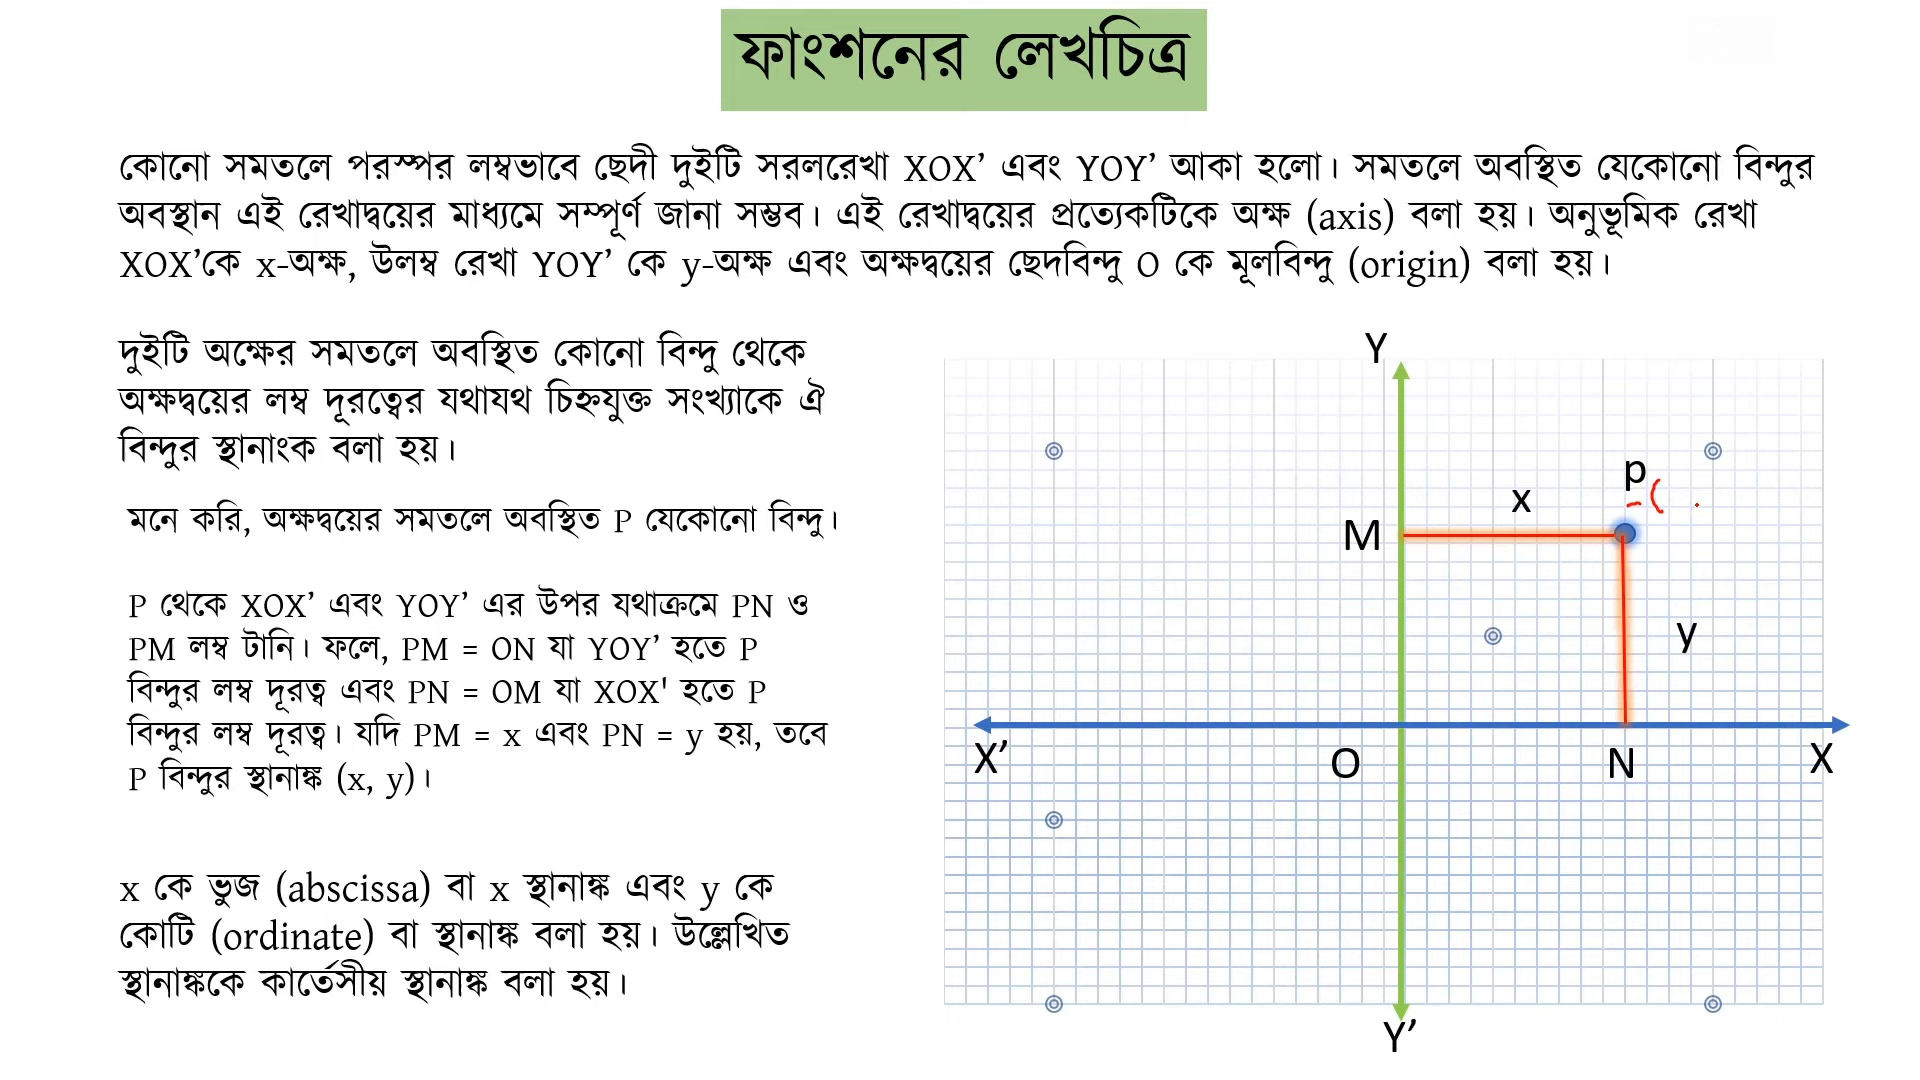 ফাংশনের লেখচিত্র
কোনো সমতলে পরস্পর লম্বভাবে ছেদী দুইটি সরলরেখা XOX’ এবং YOY’ আকা হলো। সমতলে অবস্থিত যেকোনো বিন্দুর
অবস্থান এই রেখাদ্বয়ের মাধ্যমে সম্পূর্ণ জানা সম্ভব। এই রেখাদ্বয়ের প্রত্যেকটিকে অক্ষ (axis) বলা হয়। অনুভূমিক রেখা
XOX’কে x-অক্ষ, উলম্ব রেখা YOY’ কে y-অক্ষ এবং অক্ষদ্বয়ের ছেদবিন্দু O কে মূলবিন্দু (origin) বলা হয়।
দুইটি অক্ষের সমতলে অবস্থিত কোনো বিন্দু থেকে
অক্ষদ্বয়ের লম্ব দূরত্বের যথাযথ চিহ্নযুক্ত সংখ্যাকে ঐ
বিন্দুর স্থানাংক বলা হয়।
মনে করি, অক্ষদ্বয়ের সমতলে অবস্থিত P যেকোনো বিন্দু।
P থেকে XOX’ এবং YOY’ এর উপর যথাক্রমে PN ও
PM লম্ব টানি। ফলে, PM = ON যা YOY’ হতে P
বিন্দুর লম্ব দূরত্ব এবং PN = OM যা XOX' হতে P
বিন্দুর লম্ব দূরত্ব। যদি PM = x এবং PN = y হয়, তবে
P বিন্দুর স্থানাঙ্ক (x, y)।
x কে ভুজ (abscissa) বা x স্থানাঙ্ক এবং y কে
কোটি (ordinate) বা স্থানাঙ্ক বলা হয়। উল্লেখিত
স্থানাঙ্ককে কার্তেসীয় স্থানাঙ্ক বলা হয়।
Y
p
x
(
M
y
X’
O
N
X
Y’